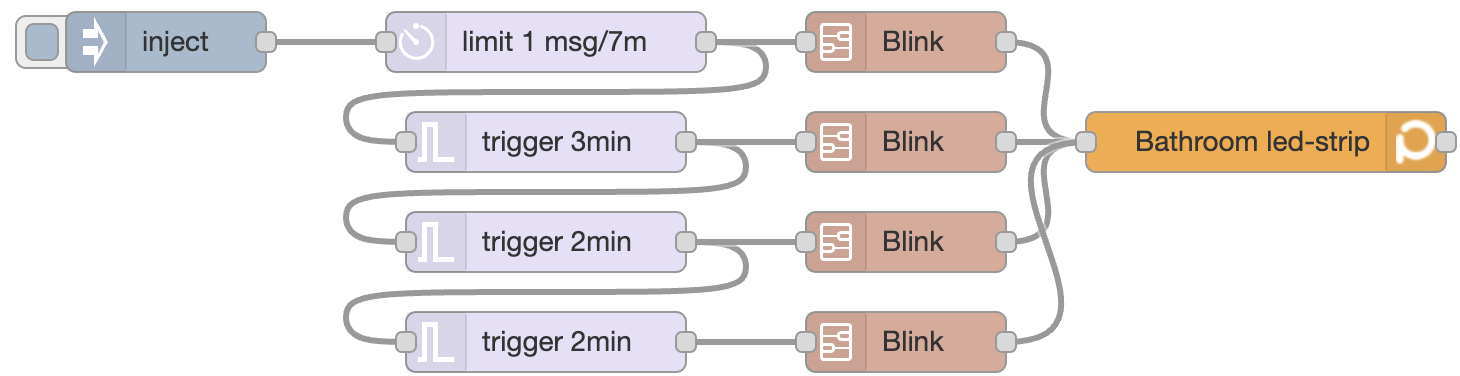 inject
limit 1 msg/7m
Blink
trigger 3min
Blink
Bathroom led-strip
trigger 2min
Blink
trigger 2min
Blink